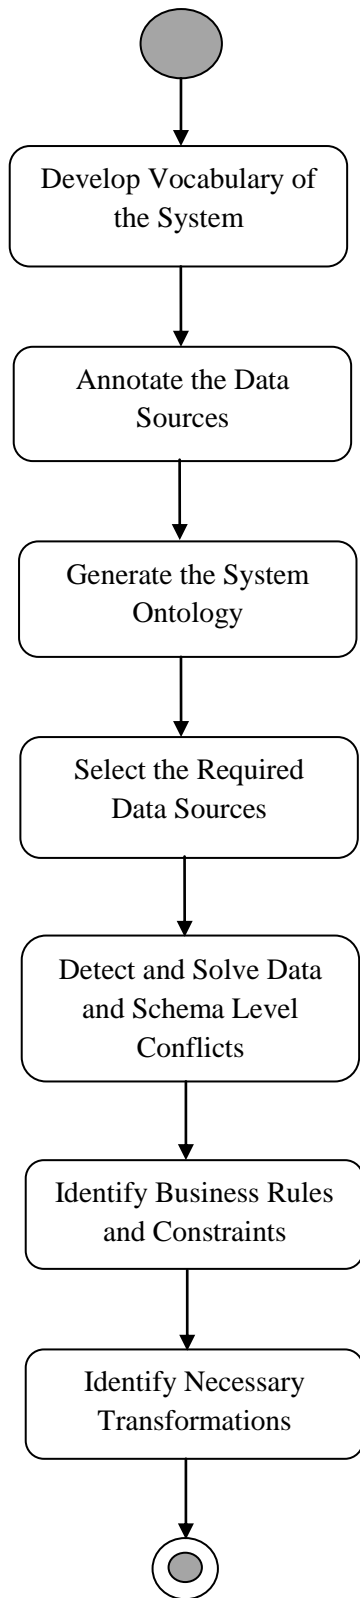 Develop Vocabulary of
the System
Annotate the Data
Sources
Generate the System
Ontology
Select the Required
Data Sources
Detect and Solve Data
and Schema Level
Conflicts
Identify Business Rules
and Constraints
Identify Necessary
Transformations